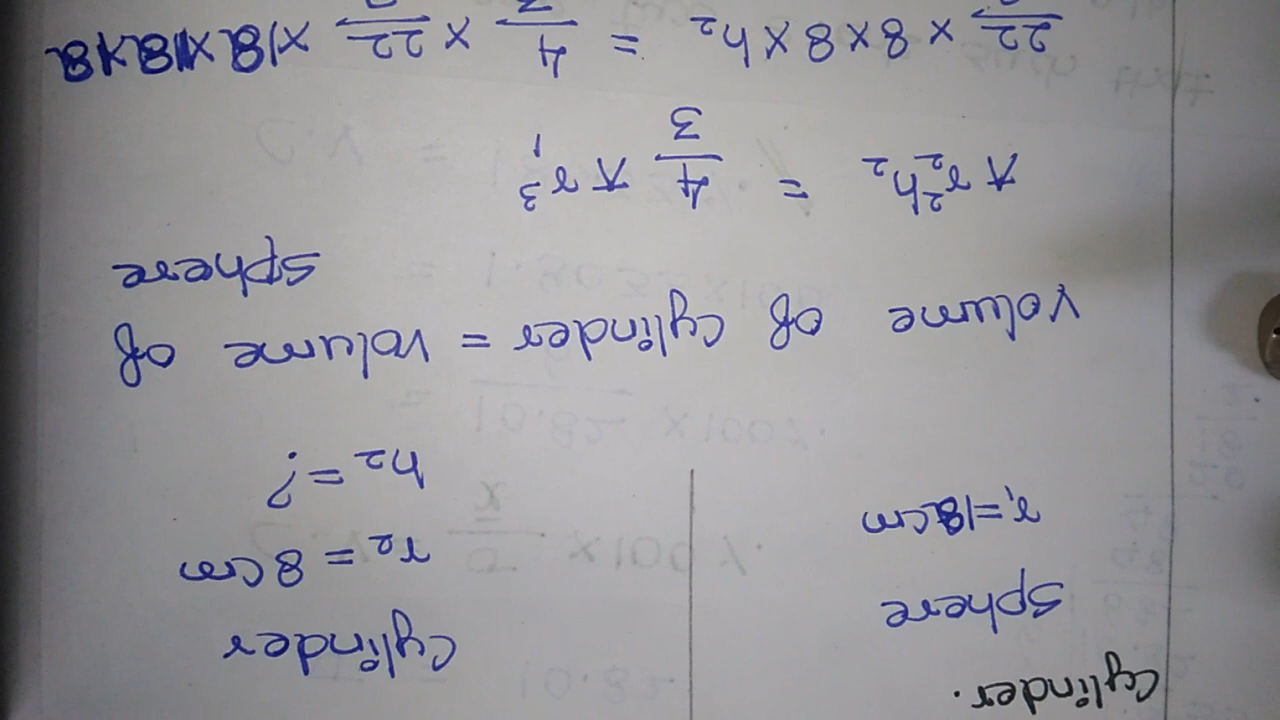 Cylinder.
Sphere Cylinder
r₁=18cm r₂ = 8cm
h₂ = ?
Volume of Cylinder = Volume of
Sphere
πr₂²h₂ = 4/3 πr₁³
22 × 8×8×h₂ = 4 × 22 ×18×18×18